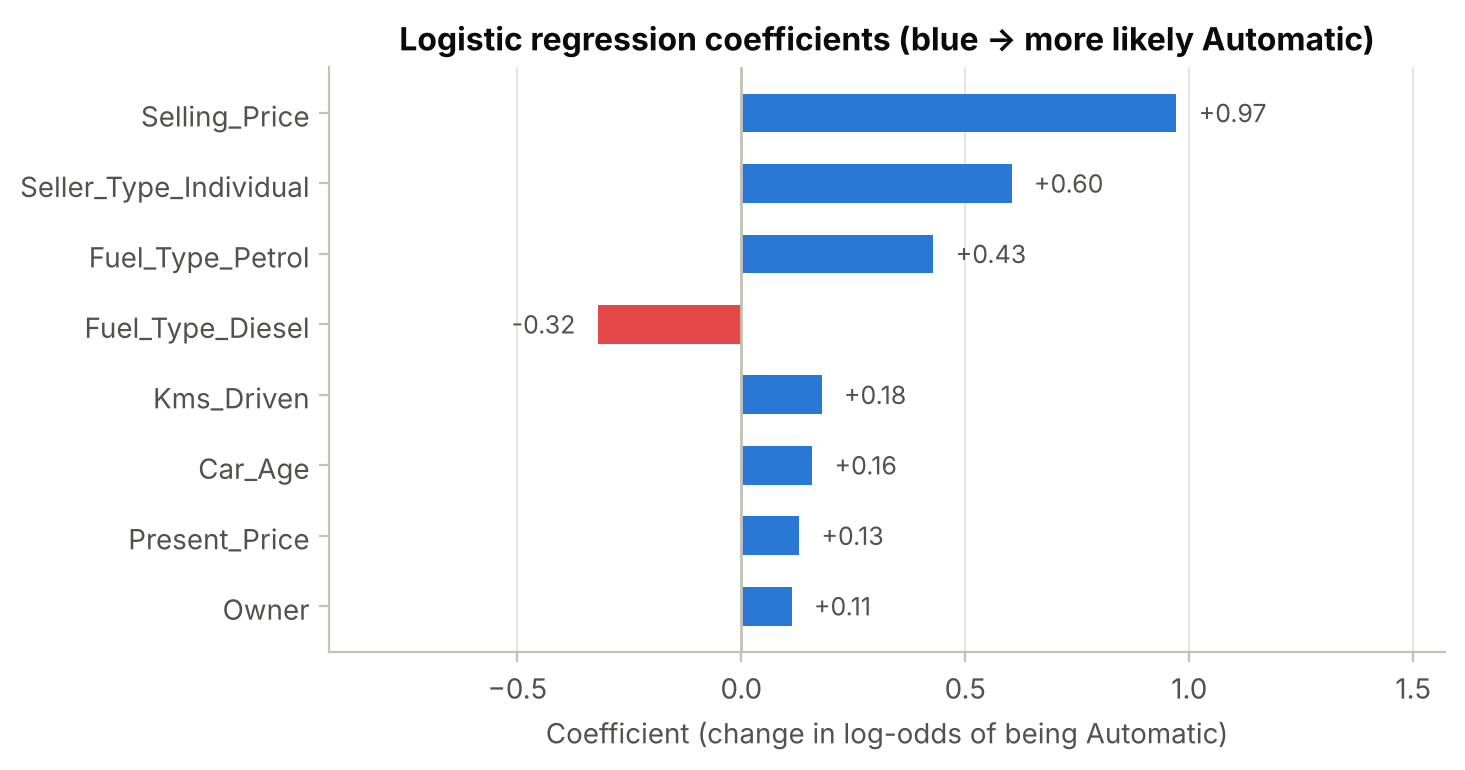 Logistic regression coefficients (blue → more likely Automatic)
Selling_Price +0.97
Seller_Type_Individual +0.60
Fuel_Type_Petrol +0.43
Fuel_Type_Diesel -0.32
Kms_Driven +0.18
Car_Age +0.16
Present_Price +0.13
Owner +0.11
−0.5 0.0 0.5 1.0 1.5
Coefficient (change in log-odds of being Automatic)